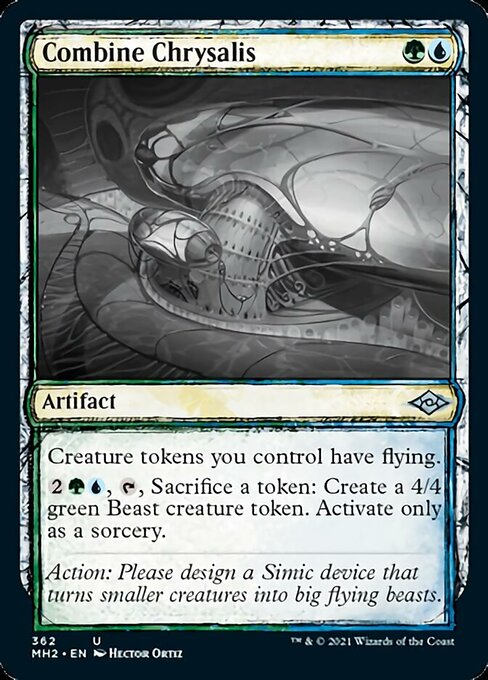 Combine Chrysalis
Artifact
Creature tokens you control have flying.
2, , Sacrifice a token: Create a 4/4
green Beast creature token. Activate only
as a sorcery.
Action: Please design a Simic device that
turns smaller creatures into big flying beasts.
362 U
MH2 • EN Hector Ortiz
™ & © 2021 Wizards of the Coast